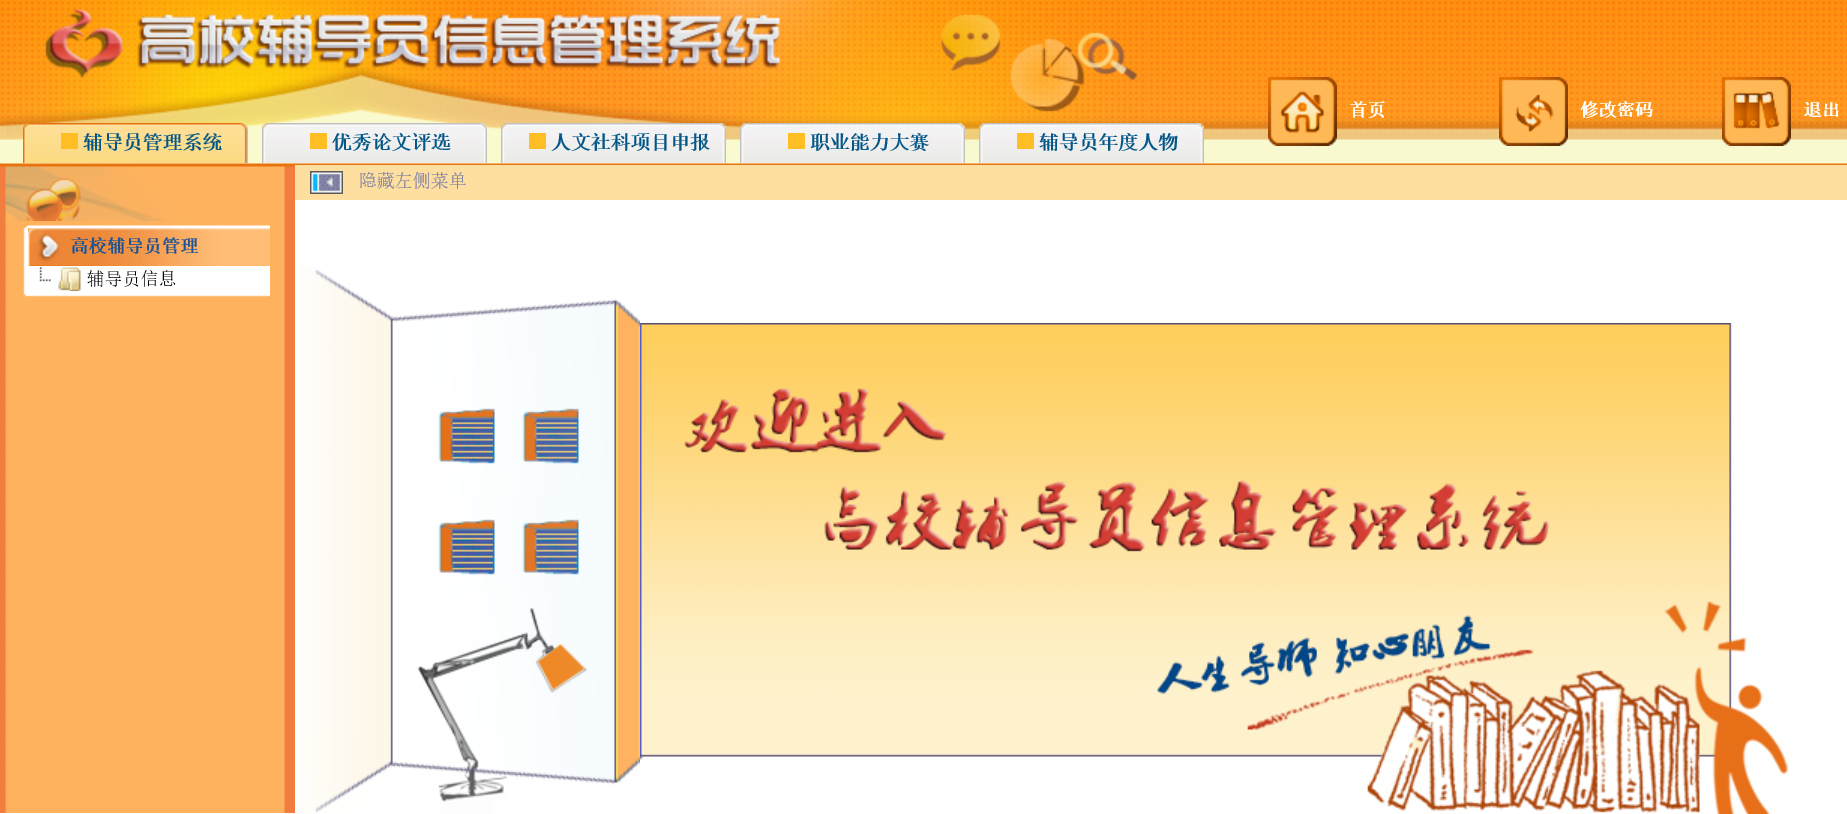 高校辅导员信息管理系统
首页
修改密码
退出
辅导员管理系统
优秀论文评选
人文社科项目申报
职业能力大赛
辅导员年度人物
隐藏左侧菜单
高校辅导员管理
辅导员信息
欢迎进入
高校辅导员信息管理系统
人生导师 知心朋友